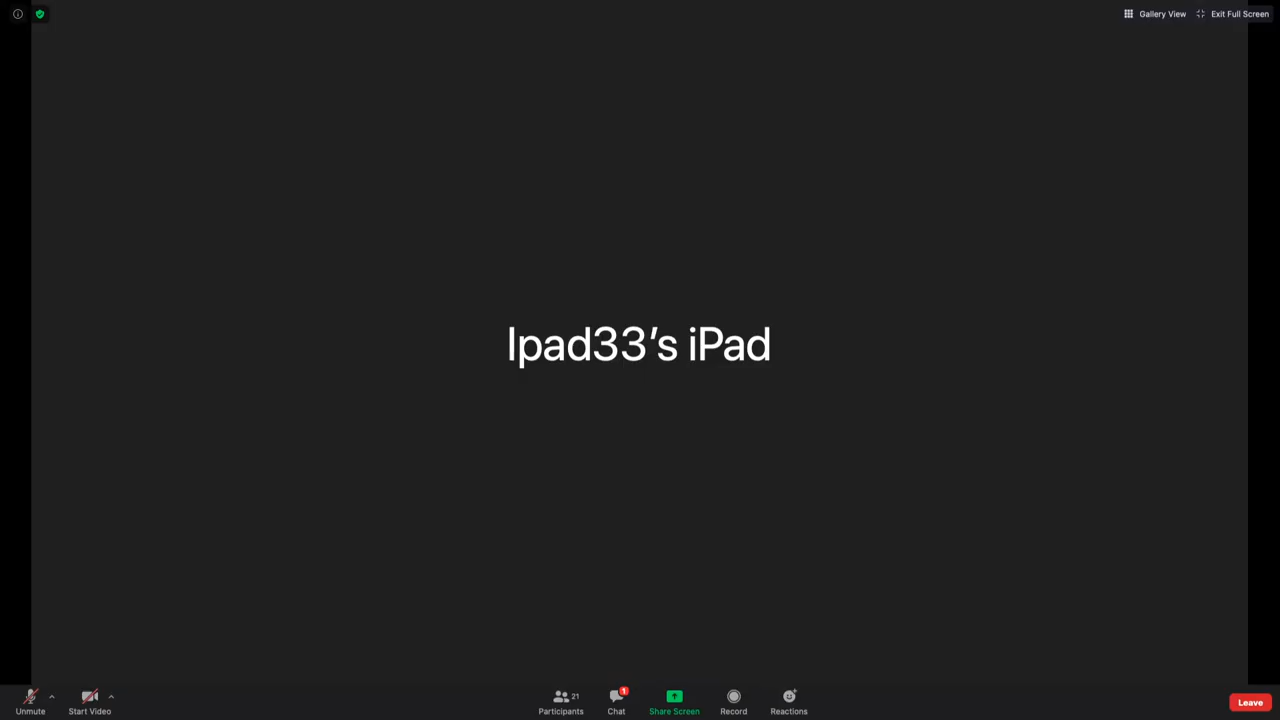 Gallery View
Exit Full Screen
Ipad33’s iPad
Unmute
Start Video
21
Participants
1
Chat
Share Screen
Record
Reactions
Leave